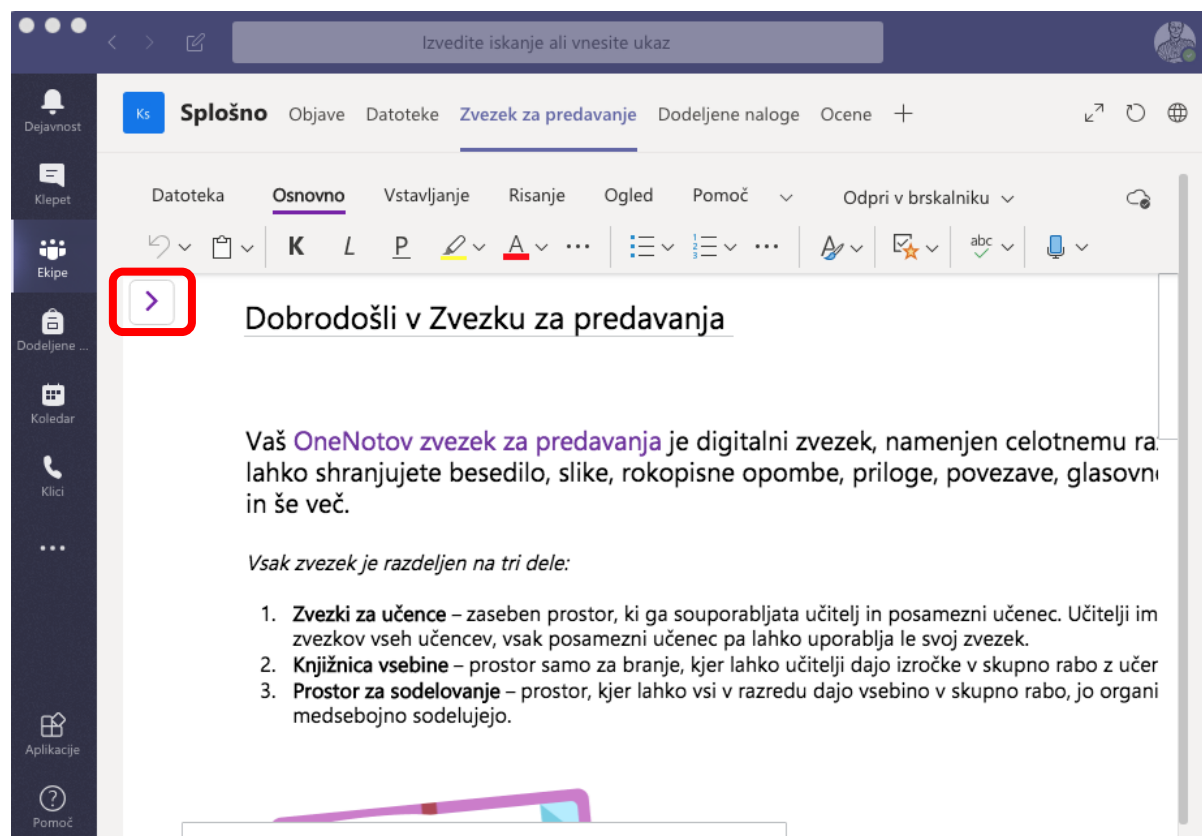 Izvedite iskanje ali vnesite ukaz
Dejavnost
Klepet
Ekipe
Dodeljene ...
Koledar
Klici
Aplikacije
Pomoč
Ks Splošno Objave Datoteke Zvezek za predavanje Dodeljene naloge Ocene
Datoteka Osnovno Vstavljanje Risanje Ogled Pomoč Odpri v brskalniku
K L P A abc
Dobrodošli v Zvezku za predavanja
Vaš OneNotov zvezek za predavanja je digitalni zvezek, namenjen celotnemu
lahko shranjujete besedilo, slike, rokopisne opombe, priloge, povezave,
in še več.
Vsak zvezek je razdeljen na tri dele:
1. Zvezki za učence – zaseben prostor, ki ga souporabljata učitelj in posamezni učenec. Učitelji
zvezkov vseh učencev, vsak posamezni učenec pa lahko uporablja le svoj zvezek.
2. Knjižnica vsebine – prostor samo za branje, kjer lahko učitelji dajo izročke v skupno rabo z
3. Prostor za sodelovanje – prostor, kjer lahko vsi v razredu dajo vsebino v skupno rabo, jo
medsebojno sodelujejo.